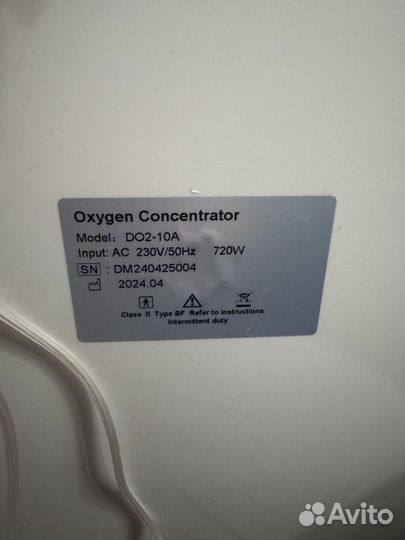 Oxygen Concentrator
Model: DO2-10A
Input: AC 230V/50Hz 720W
SN : DM240425004
2024.04
Class II Type BF Refer to instructions
Intermittent duty
Avito